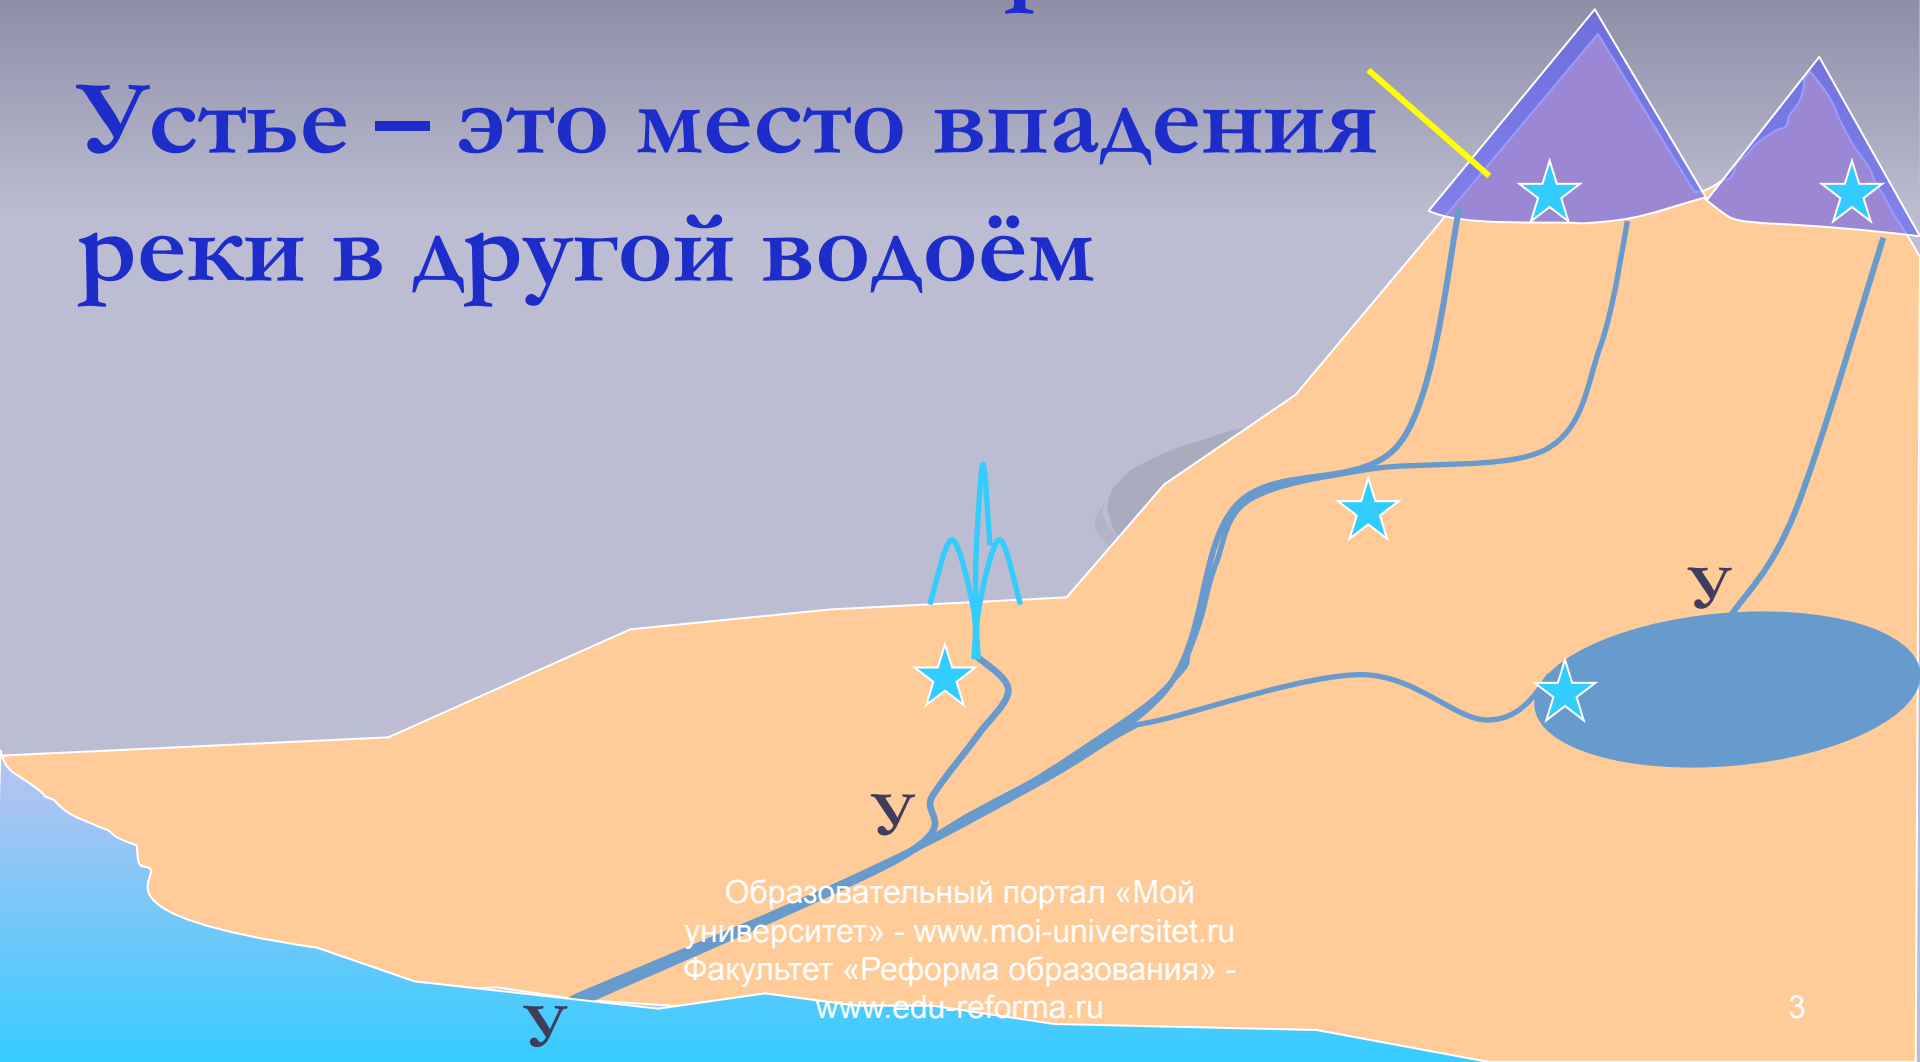 Устье – это место впадения
реки в другой водоём
У
У
У
Образовательный портал «Мой
университет» - www.moi-universitet.ru
Факультет «Реформа образования» -
www.edu-reforma.ru
3